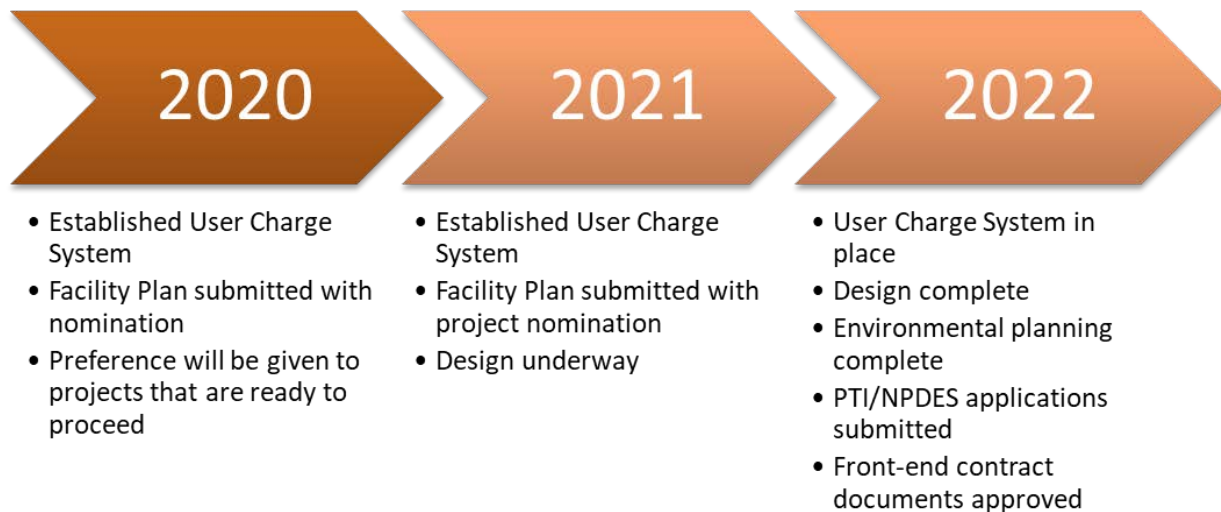 2020
• Established User Charge
System
• Facility Plan submitted with
nomination
• Preference will be given to
projects that are ready to
proceed
2021
• Established User Charge
System
• Facility Plan submitted with
project nomination
• Design underway
2022
• User Charge System in
place
• Design complete
• Environmental planning
complete
• PTI/NPDES applications
submitted
• Front-end contract
documents approved